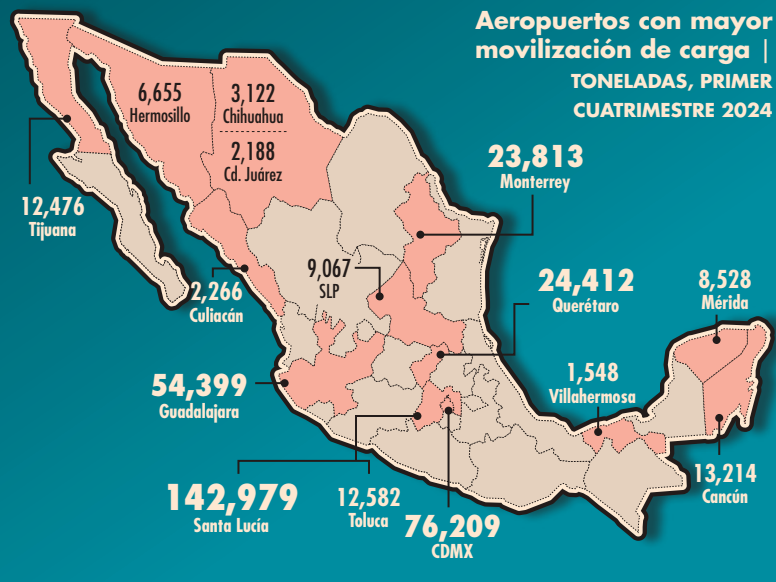 Aeropuertos con mayor
movilización de carga |
TONELADAS, PRIMER
CUATRIMESTRE 2024
6,655
Hermosillo
3,122
Chihuahua
2,188
Cd. Juárez
23,813
Monterrey
12,476
Tijuana
9,067
SLP
2,266
Culiacán
24,412
Querétaro
8,528
Mérida
54,399
Guadalajara
1,548
Villahermosa
142,979
Santa Lucía
12,582
Toluca
76,209
CDMX
13,214
Cancún